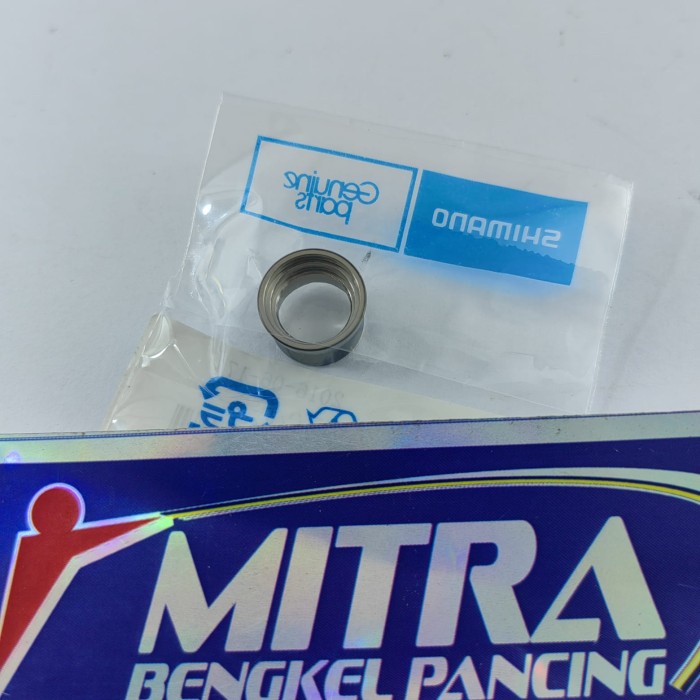 Genuine
parts
SHIMANO
MITRA
BENGKEL PANCING